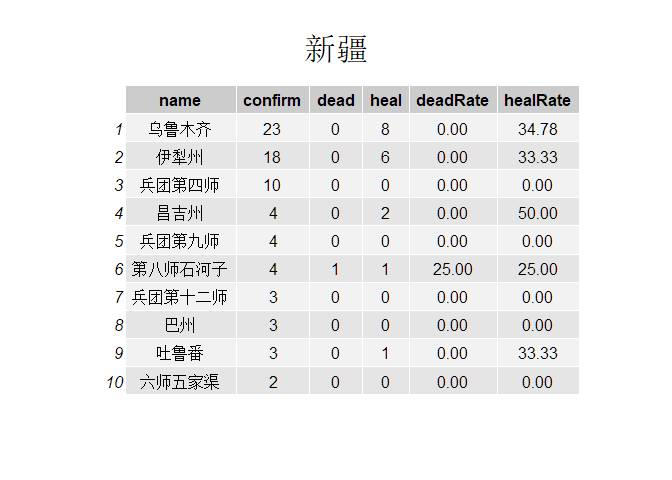 新疆
name confirm dead heal deadRate healRate
1 乌鲁木齐 23 0 8 0.00 34.78
2 伊犁州 18 0 6 0.00 33.33
3 兵团第四师 10 0 0 0.00 0.00
4 昌吉州 4 0 2 0.00 50.00
5 兵团第九师 4 0 0 0.00 0.00
6 第八师石河子 4 1 1 25.00 25.00
7 兵团第十二师 3 0 0 0.00 0.00
8 巴州 3 0 0 0.00 0.00
9 吐鲁番 3 0 1 0.00 33.33
10 六师五家渠 2 0 0 0.00 0.00